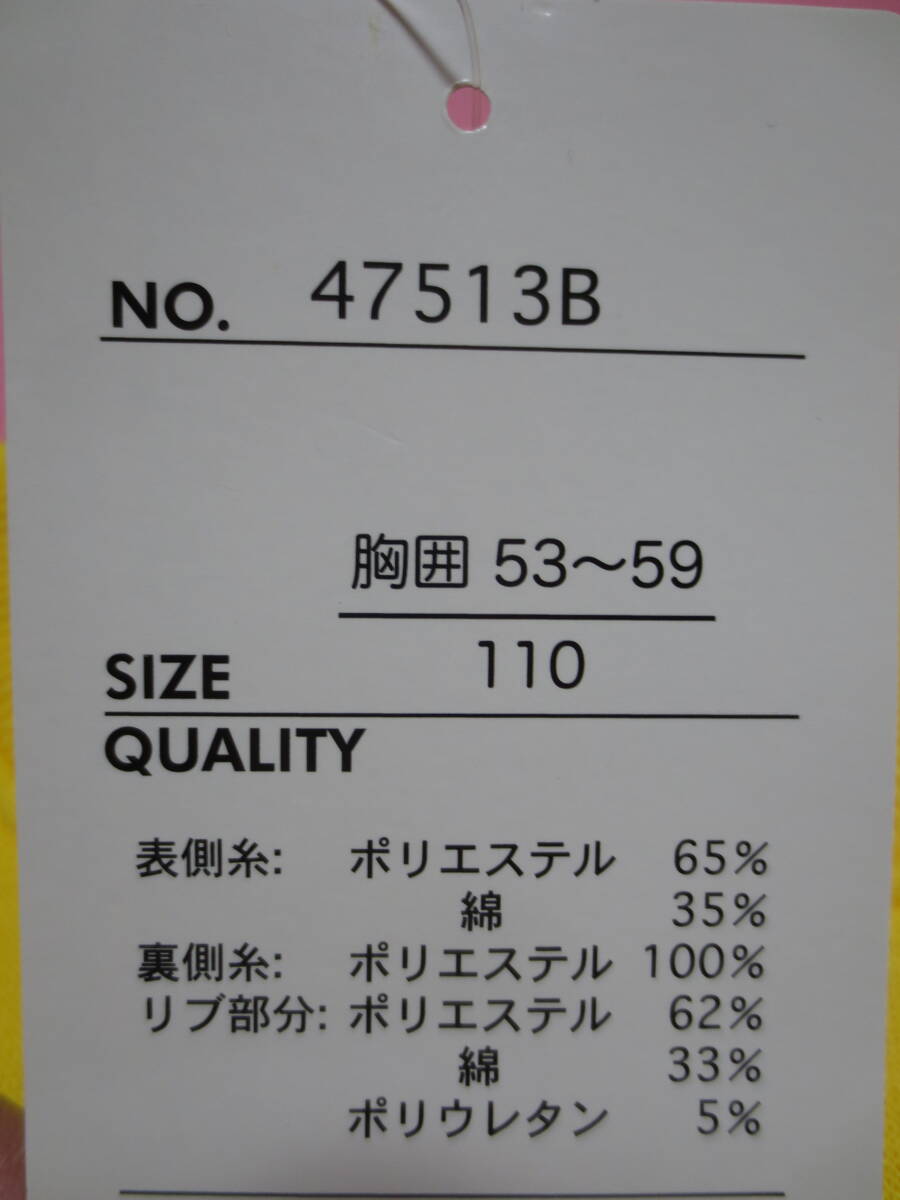 NO. 47513B
胸囲 53～59
SIZE 110
QUALITY
表側糸: ポリエステル 65%
綿 35%
裏側糸: ポリエステル 100%
リブ部分: ポリエステル 62%
綿 33%
ポリウレタン 5%